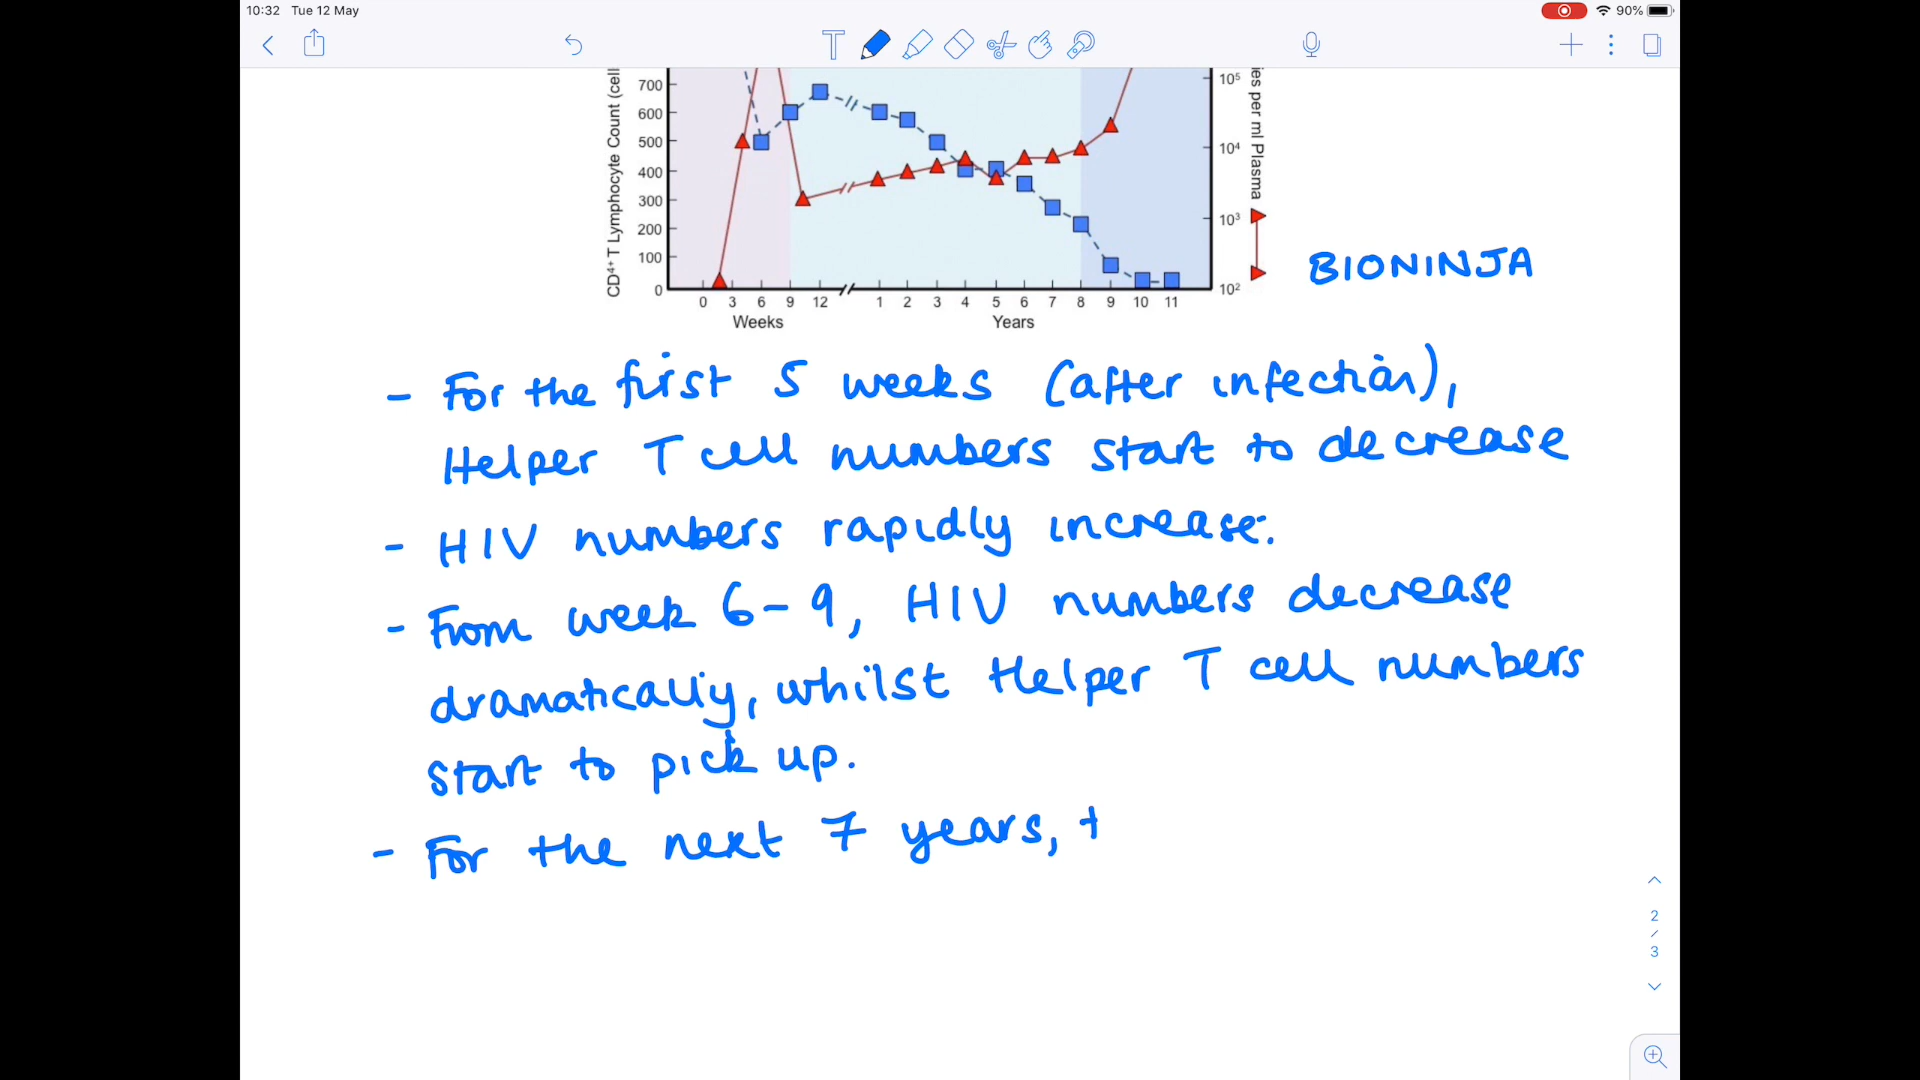 10:32 Tue 12 May
90%
T
CD4+ T Lymphocyte Count (cell
700
600
500
400
300
200
100
0
0 3 6 9 12 1 2 3 4 5 6 7 8 9 10 11
Weeks Years
10⁵
10⁴
10³
10²
ies per ml Plasma
BIONINJA
- For the first 5 weeks (after infection),
Helper T cell numbers start to decrease
- HIV numbers rapidly increase.
- From week 6-9, HIV numbers decrease
dramatically, whilst Helper T cell numbers
start to pick up.
- For the next 7 years, t
2
/
3